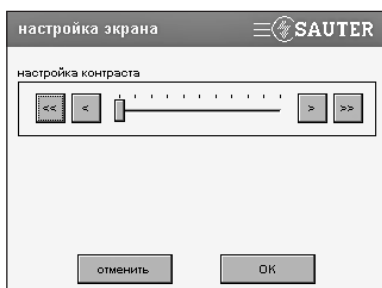 настройка экрана
SAUTER
настройка контраста
<< < > >>
отменить OK